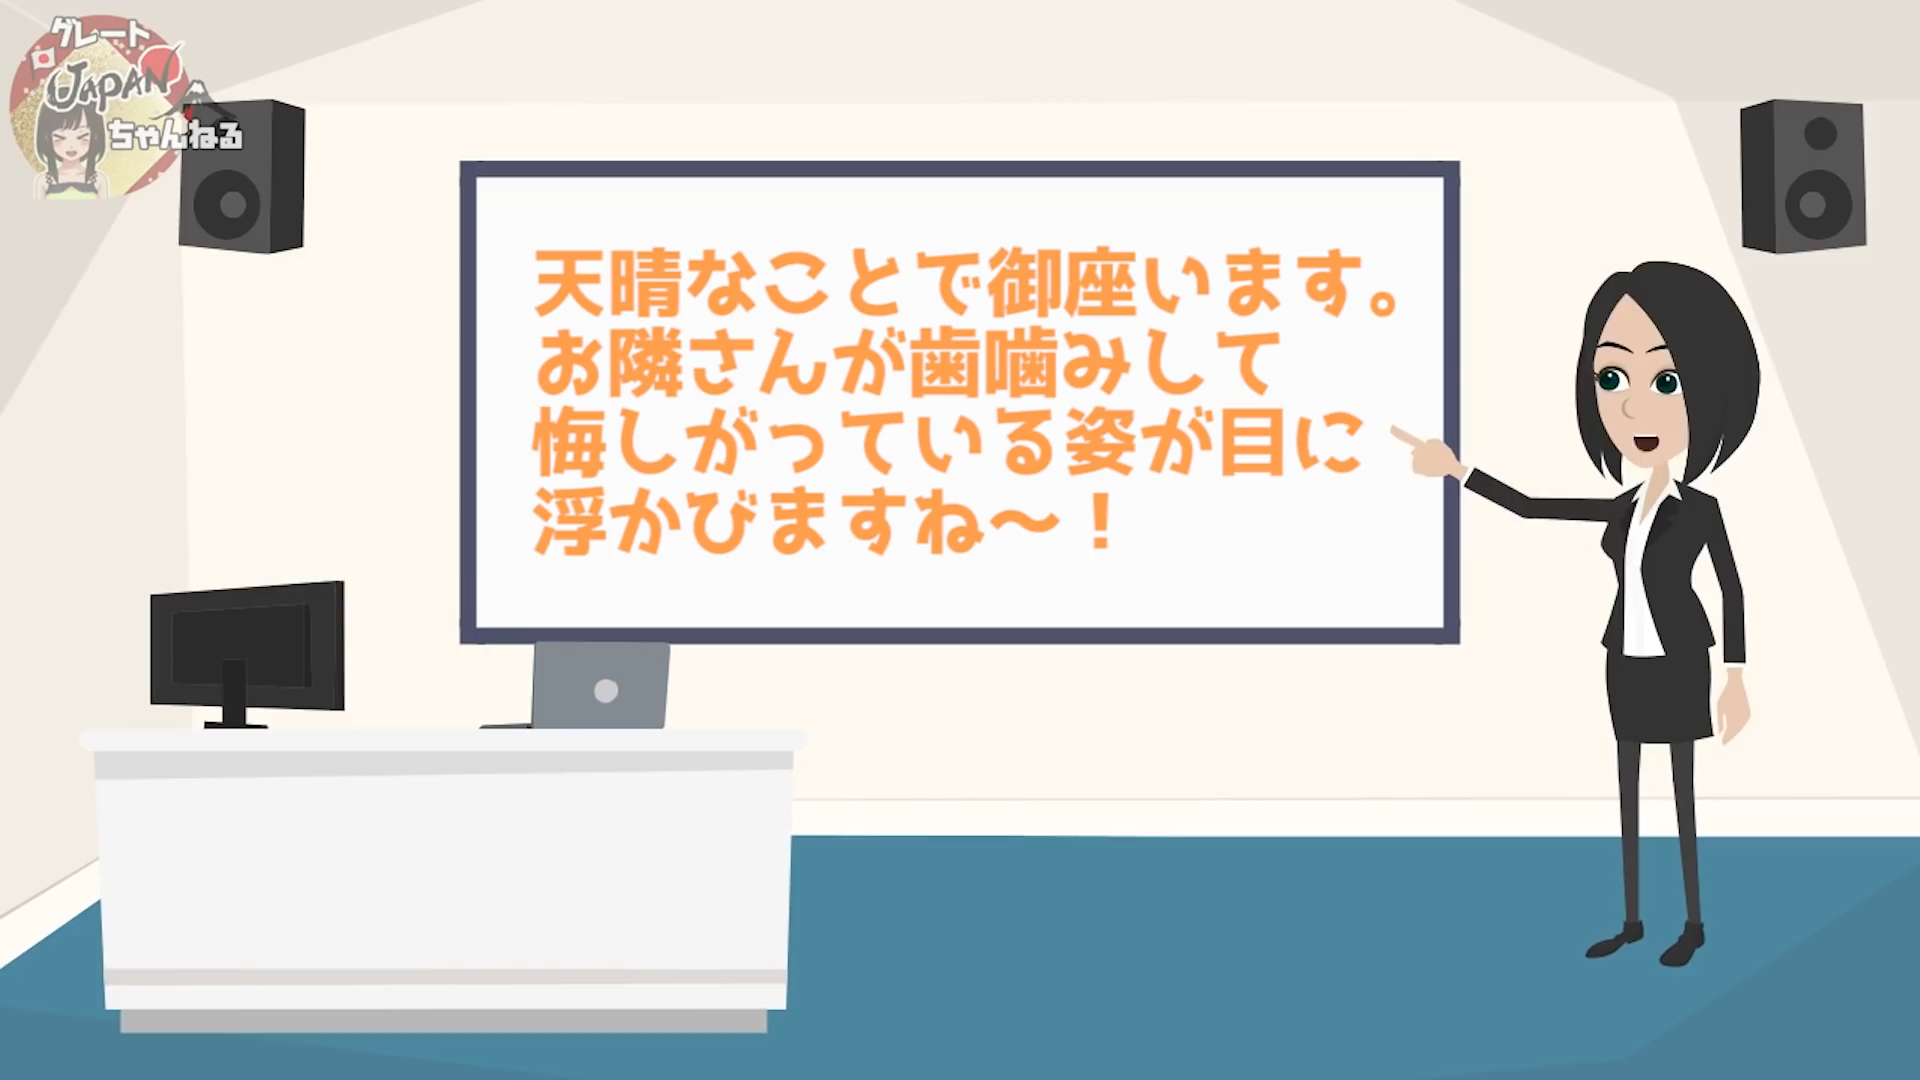 グレート
JAPAN
ちゃんねる
天晴なことで御座います。
お隣さんが歯噛みして
悔しがっている姿が目に
浮かびますね〜！